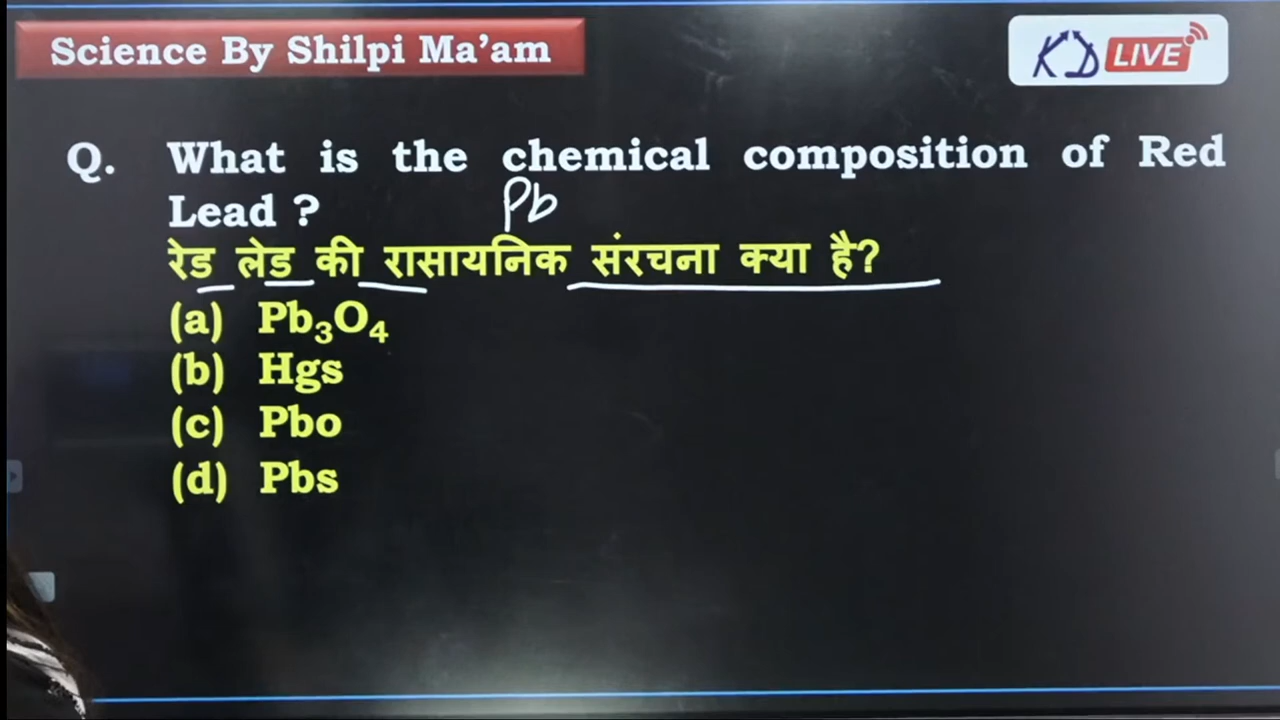 Science By Shilpi Ma'am
KD LIVE
Q. What is the chemical composition of Red
Lead ?
Pb
रेड लेड की रासायनिक संरचना क्या है?
(a) Pb₃O₄
(b) Hgs
(c) Pbo
(d) Pbs